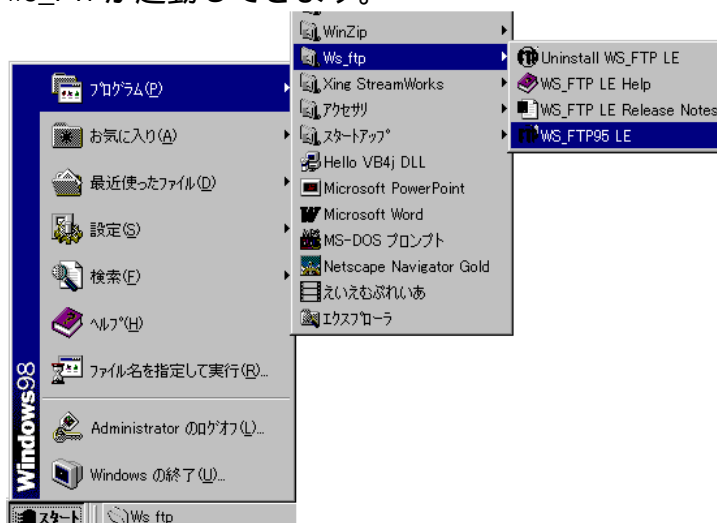 WS_FTPが起動してきます。
WinZip
Ws_ftp
Xing StreamWorks
アクセサリ
スタートアップ
Hello VB4j DLL
Microsoft PowerPoint
Microsoft Word
MS-DOS プロンプト
Netscape Navigator Gold
えいえむぷれいあ
エクスプローラ
Uninstall WS_FTP LE
WS_FTP LE Help
WS_FTP LE Release Notes
WS_FTP95 LE
プログラム(P)
お気に入り(A)
最近使ったファイル(D)
設定(S)
検索(F)
ヘルプ(H)
ファイル名を指定して実行(R)...
Administrator のログオフ(L)...
Windows の終了(U)...
Windows98
スタート
Ws_ftp